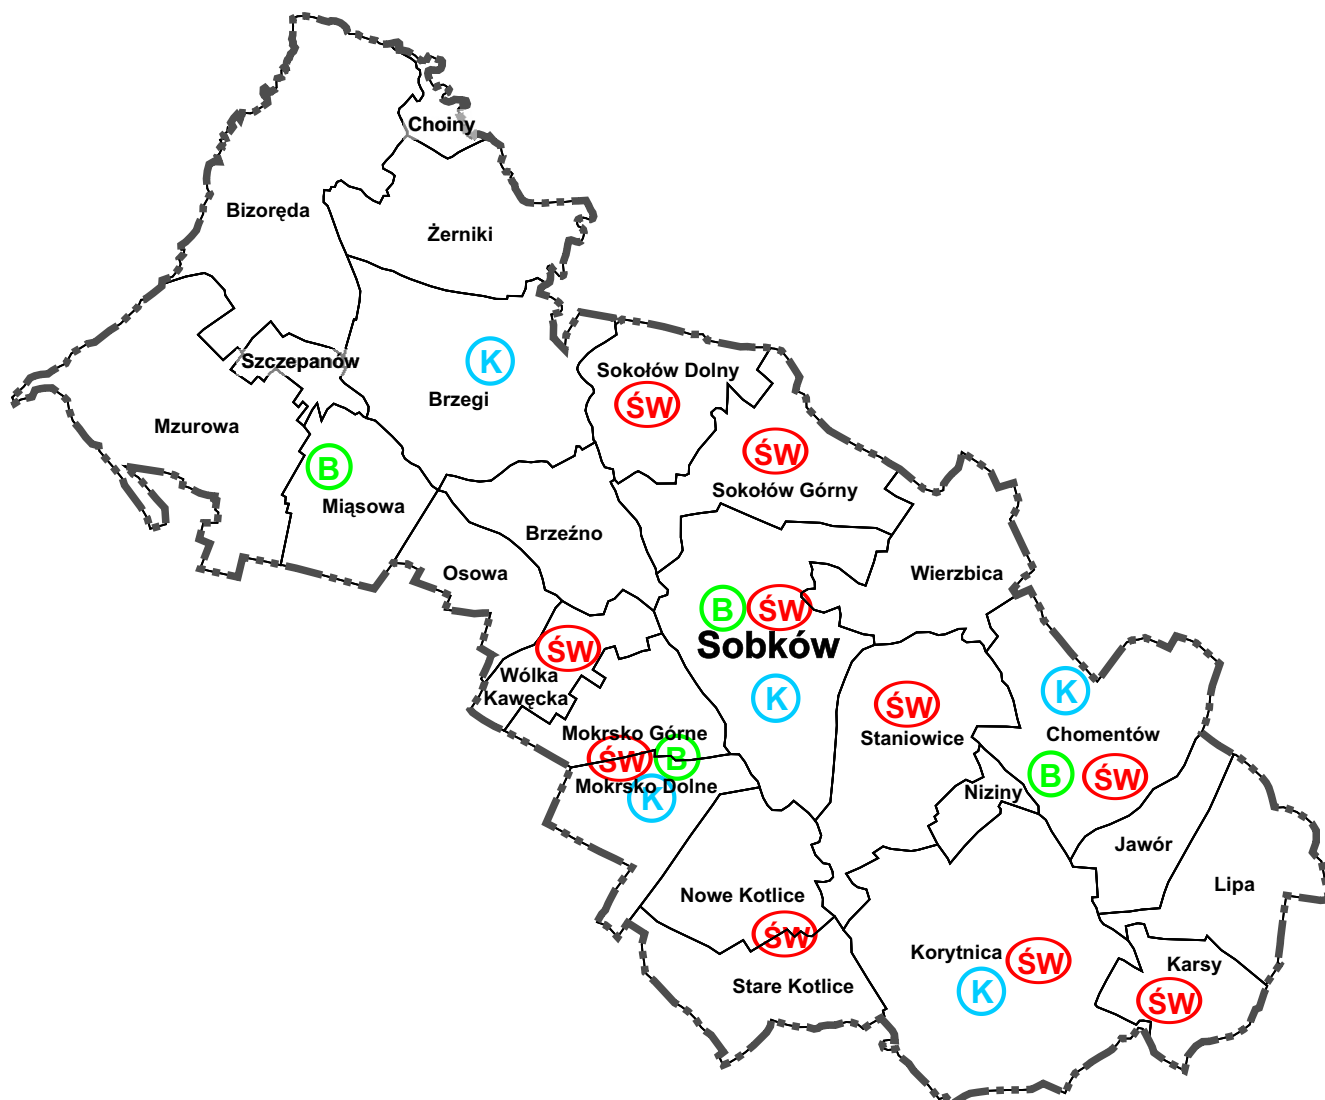 Choiny
Bizoręda
Żerniki
Szczepanów
K
Brzegi
Sokołów Dolny
ŚW
Mzurowa
B
Miąsowa
ŚW
Sokołów Górny
Brzeźno
Osowa
Wierzbica
B ŚW
Sobków
K
ŚW
Wólka
Kawęcka
ŚW
Staniowice
K
Chomentów
B ŚW
Mokrsko Górne
ŚW B
Mokrsko Dolne
K
Niziny
Jawór
Lipa
Nowe Kotlice
ŚW
Stare Kotlice
Korytnica ŚW
K
Karsy
ŚW